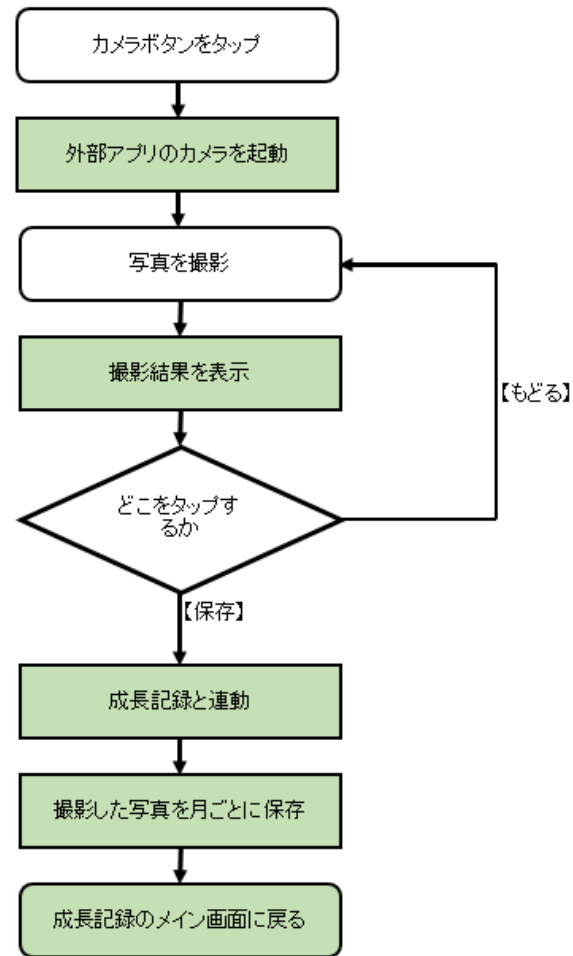 カメラボタンをタップ
外部アプリのカメラを起動
写真を撮影
撮影結果を表示
【もどる】
どこをタップす
るか
【保存】
成長記録と連動
撮影した写真を月ごとに保存
成長記録のメイン画面に戻る